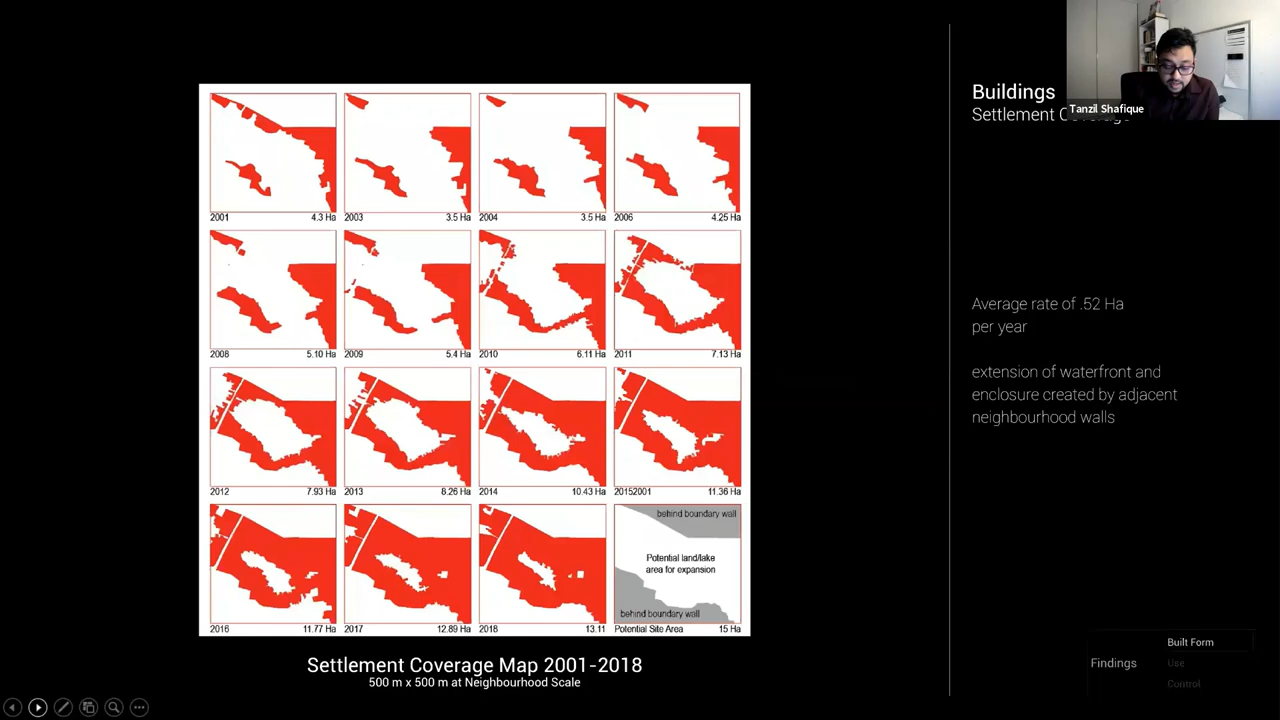 Buildings
Settlement Coverage
Tanzil Shafique
2001 4.3 Ha
2003 3.5 Ha
2004 3.5 Ha
2006 4.25 Ha
2008 5.10 Ha
2009 5.4 Ha
2010 6.11 Ha
2011 7.13 Ha
2012 7.93 Ha
2013 8.26 Ha
2014 10.43 Ha
20152001 11.36 Ha
2016 11.77 Ha
2017 12.89 Ha
2018 13.11
behind boundary wall
Potential land/lake
area for expansion
behind boundary wall
Potential Site Area 15 Ha
Settlement Coverage Map 2001-2018
500 m x 500 m at Neighbourhood Scale
Average rate of .52 Ha
per year
extension of waterfront and
enclosure created by adjacent
neighbourhood walls
Findings
Built Form
Use
Control